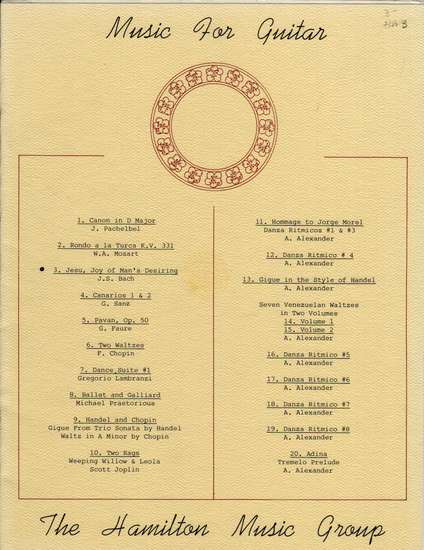 Music For Guitar
3-
1. Canon in D Major
J. Pachelbel
2. Rondo a la Turca K.V. 331
W.A. Mozart
3. Jesu, Joy of Man's Desiring
J.S. Bach
4. Canarios 1 & 2
G. Sanz
5. Pavan, Op. 50
G. Faure
6. Two Waltzes
F. Chopin
7. Dance Suite #1
Gregorio Lambranzi
8. Ballet and Galliard
Michael Praetorious
9. Handel and Chopin
Gigue From Trio Sonata by Handel
Waltz in A Minor by Chopin
10. Two Rags
Weeping Willow & Leola
Scott Joplin
11. Hommage to Jorge Morel
Danza Ritmicos #1 & #3
A. Alexander
12. Danza Ritmico # 4
A. Alexander
13. Gigue in the Style of Handel
A. Alexander
Seven Venezuelan Waltzes
in Two Volumes
14. Volume 1
15. Volume 2
A. Alexander
16. Danza Ritmico #5
A. Alexander
17. Danza Ritmico #6
A. Alexander
18. Danza Ritmico #7
A. Alexander
19. Danza Ritmico #8
A. Alexander
20. Adina
Tremelo Prelude
A. Alexander
The Hamilton Music Group